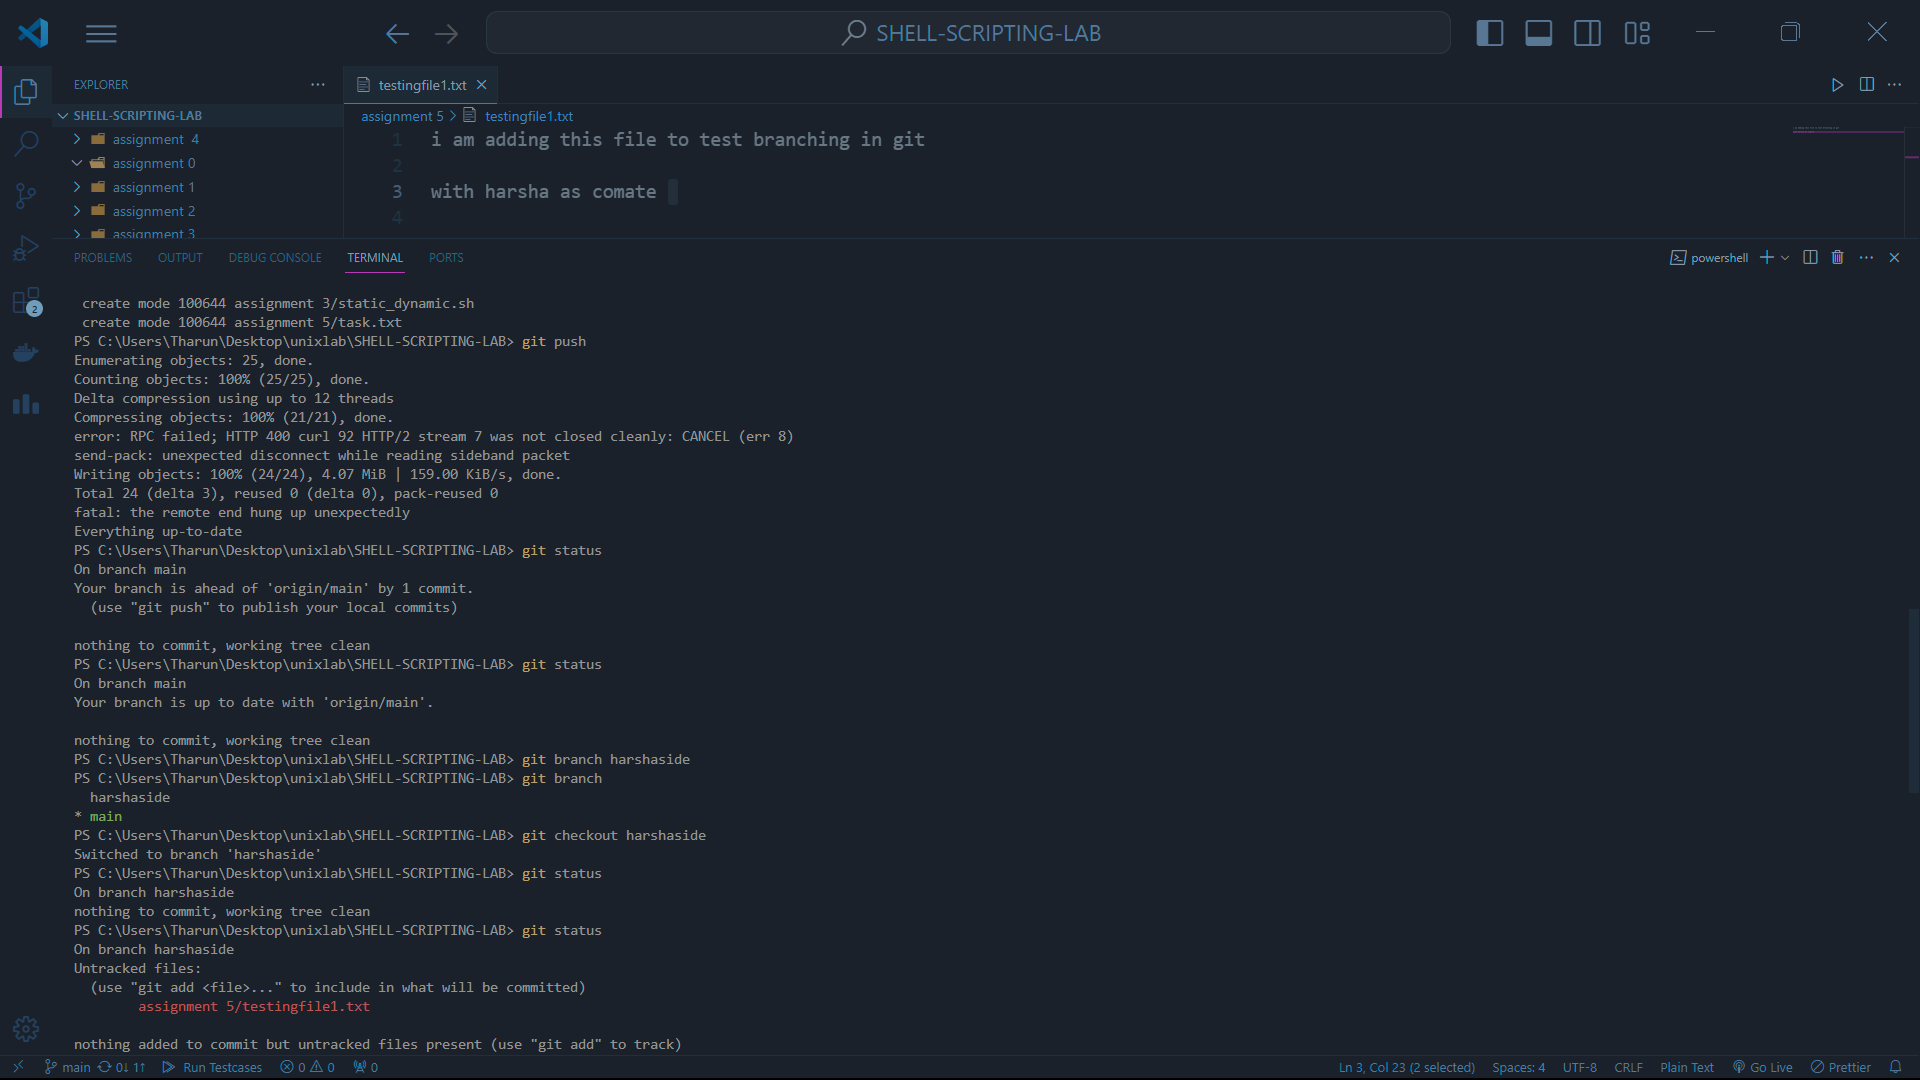 SHELL-SCRIPTING-LAB
EXPLORER
SHELL-SCRIPTING-LAB
assignment 4
assignment 0
assignment 1
assignment 2
assignment 3
testingfile1.txt
assignment 5 > testingfile1.txt
1 i am adding this file to test branching in git
2
3 with harsha as comate
4
PROBLEMS OUTPUT DEBUG CONSOLE TERMINAL PORTS
powershell
2
create mode 100644 assignment 3/static_dynamic.sh
create mode 100644 assignment 5/task.txt
PS C:\Users\Tharun\Desktop\unixlab\SHELL-SCRIPTING-LAB> git push
Enumerating objects: 25, done.
Counting objects: 100% (25/25), done.
Delta compression using up to 12 threads
Compressing objects: 100% (21/21), done.
error: RPC failed; HTTP 400 curl 92 HTTP/2 stream 7 was not closed cleanly: CANCEL (err 8)
send-pack: unexpected disconnect while reading sideband packet
Writing objects: 100% (24/24), 4.07 MiB | 159.00 KiB/s, done.
Total 24 (delta 3), reused 0 (delta 0), pack-reused 0
fatal: the remote end hung up unexpectedly
Everything up-to-date
PS C:\Users\Tharun\Desktop\unixlab\SHELL-SCRIPTING-LAB> git status
On branch main
Your branch is ahead of 'origin/main' by 1 commit.
(use "git push" to publish your local commits)
nothing to commit, working tree clean
PS C:\Users\Tharun\Desktop\unixlab\SHELL-SCRIPTING-LAB> git status
On branch main
Your branch is up to date with 'origin/main'.
nothing to commit, working tree clean
PS C:\Users\Tharun\Desktop\unixlab\SHELL-SCRIPTING-LAB> git branch harshaside
PS C:\Users\Tharun\Desktop\unixlab\SHELL-SCRIPTING-LAB> git branch
harshaside
* main
PS C:\Users\Tharun\Desktop\unixlab\SHELL-SCRIPTING-LAB> git checkout harshaside
Switched to branch 'harshaside'
PS C:\Users\Tharun\Desktop\unixlab\SHELL-SCRIPTING-LAB> git status
On branch harshaside
nothing to commit, working tree clean
PS C:\Users\Tharun\Desktop\unixlab\SHELL-SCRIPTING-LAB> git status
On branch harshaside
Untracked files:
(use "git add <file>..." to include in what will be committed)
assignment 5/testingfile1.txt
nothing added to commit but untracked files present (use "git add" to track)
main 0↓ 1↑ Run Testcases 0 0 0 Ln 3, Col 23 (2 selected) Spaces: 4 UTF-8 CRLF Plain Text Go Live Prettier